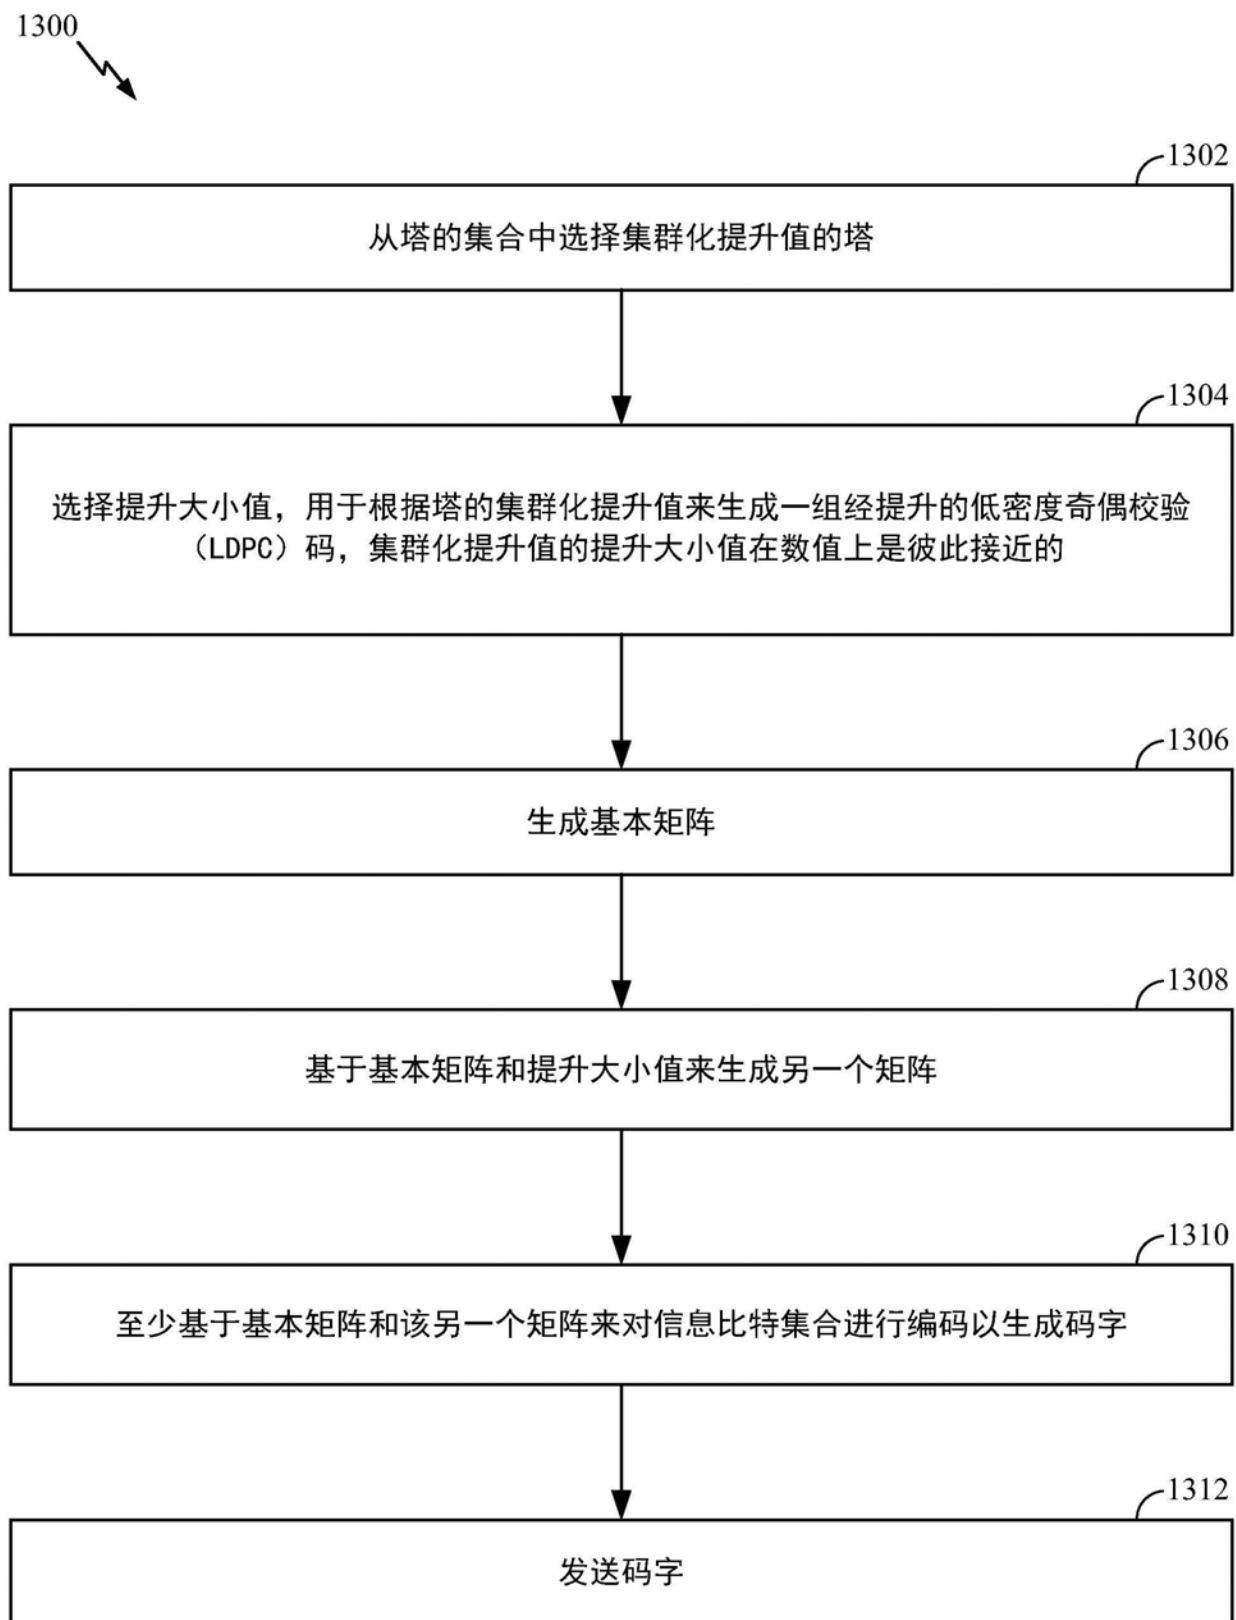 1300
1302
从塔的集合中选择集群化提升值的塔
1304
选择提升大小值，用于根据塔的集群化提升值来生成一组经提升的低密度奇偶校验
（LDPC）码，集群化提升值的提升大小值在数值上是彼此接近的
1306
生成基本矩阵
1308
基于基本矩阵和提升大小值来生成另一个矩阵
1310
至少基于基本矩阵和该另一个矩阵来对信息比特集合进行编码以生成码字
1312
发送码字